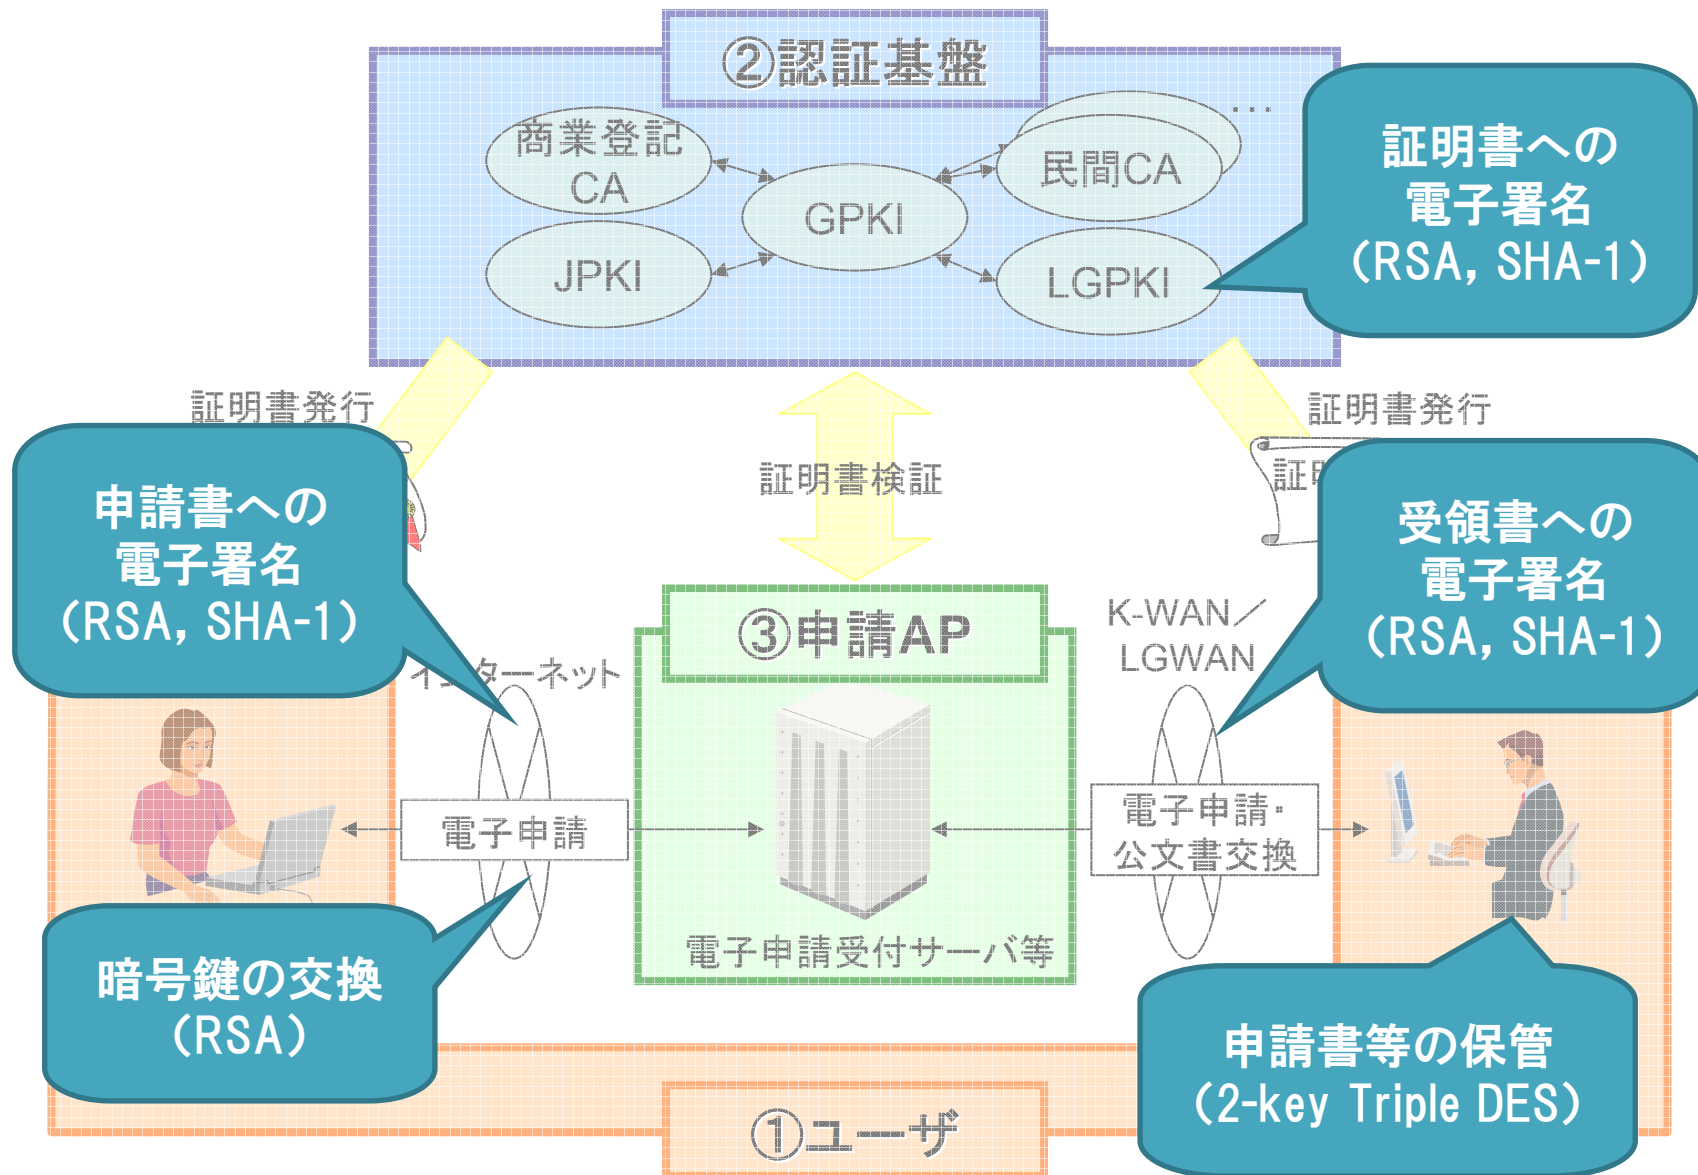 ②認証基盤
商業登記
CA
GPKI
民間CA
…
JPKI
LGPKI
証明書への
電子署名
(RSA, SHA-1)
証明書発行
証明書検証
証明書発行
申請書への
電子署名
(RSA, SHA-1)
受領書への
電子署名
(RSA, SHA-1)
③申請AP
K-WAN／
LGWAN
インターネット
電子申請
電子申請・
公文書交換
電子申請受付サーバ等
暗号鍵の交換
(RSA)
申請書等の保管
(2-key Triple DES)
①ユーザ